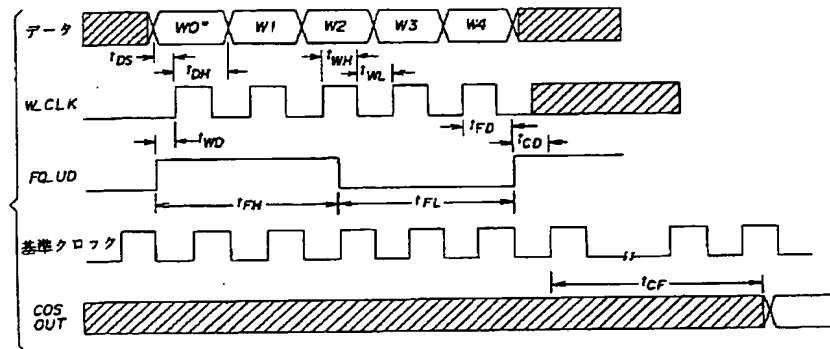 データ
W0* W1 W2 W3 W4
tDS
tDH
tWH
tWL
W_CLK
tWD
tFD
tCD
FQ_UD
tFH
tFL
基準クロック
tCF
COS
OUT